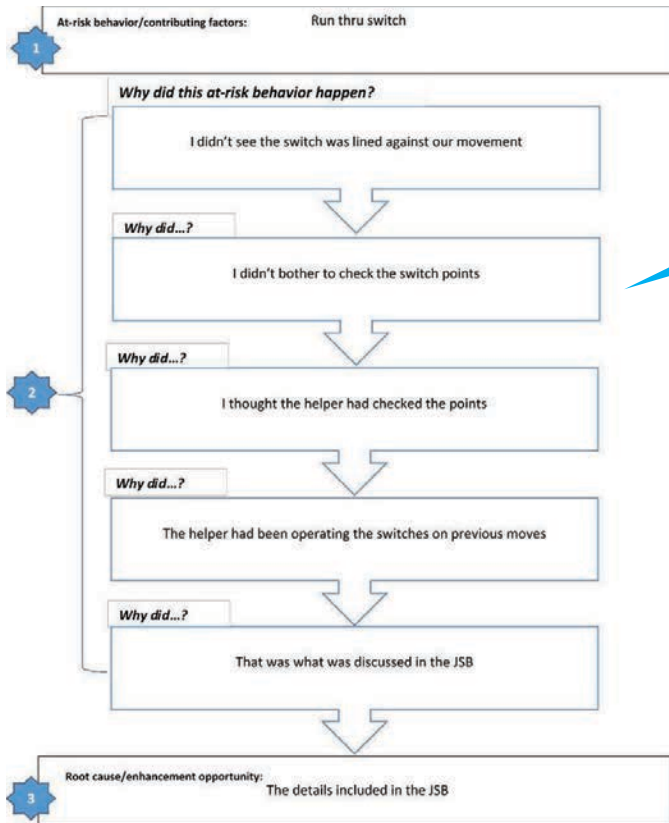 At-risk behavior/contributing factors: Run thru switch
1
Why did this at-risk behavior happen?
I didn't see the switch was lined against our movement
Why did...?
I didn't bother to check the switch points
2
Why did...?
I thought the helper had checked the points
Why did...?
The helper had been operating the switches on previous moves
Why did...?
That was what was discussed in the JSB
Root cause/enhancement opportunity: The details included in the JSB
3